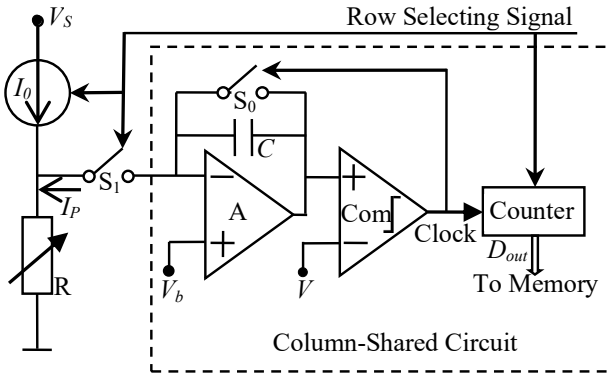 V_S
Row Selecting Signal
I_0
S_0
C
S_1
I_P
−
A
+
+
Com
−
Clock
Counter
D_out
To Memory
R
V_b
V
Column-Shared Circuit